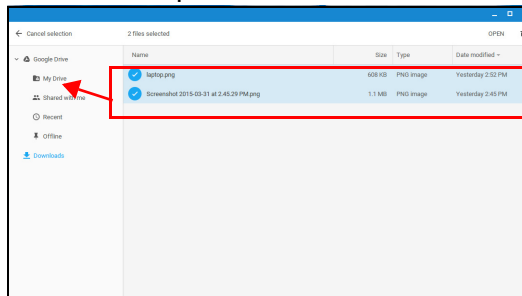 Cancel selection 2 files selected OPEN
Google Drive Name Size Type Date modified
My Drive laptop.png 608 KB PNG image Yesterday 2:52 PM
Shared with me Screenshot 2015-03-31 at 2.45.29 PM.png 1.1 MB PNG image Yesterday 2:45 PM
Recent
Offline
Downloads